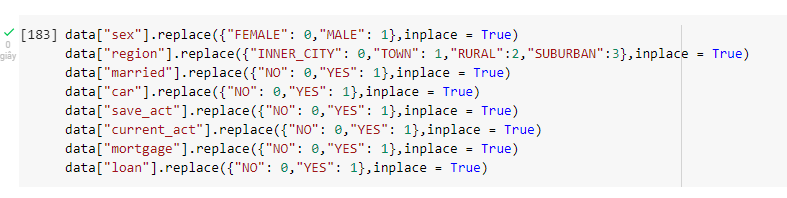 [183] data["sex"].replace({"FEMALE": 0,"MALE": 1},inplace = True)
0 data["region"].replace({"INNER_CITY": 0,"TOWN": 1,"RURAL":2,"SUBURBAN":3},inplace = True)
giây data["married"].replace({"NO": 0,"YES": 1},inplace = True)
data["car"].replace({"NO": 0,"YES": 1},inplace = True)
data["save_act"].replace({"NO": 0,"YES": 1},inplace = True)
data["current_act"].replace({"NO": 0,"YES": 1},inplace = True)
data["mortgage"].replace({"NO": 0,"YES": 1},inplace = True)
data["loan"].replace({"NO": 0,"YES": 1},inplace = True)